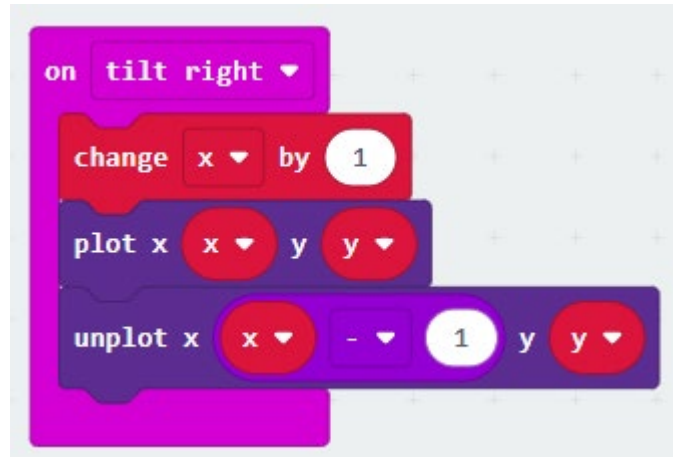 on tilt right
change x by 1
plot x x y y
unplot x x - 1 y y